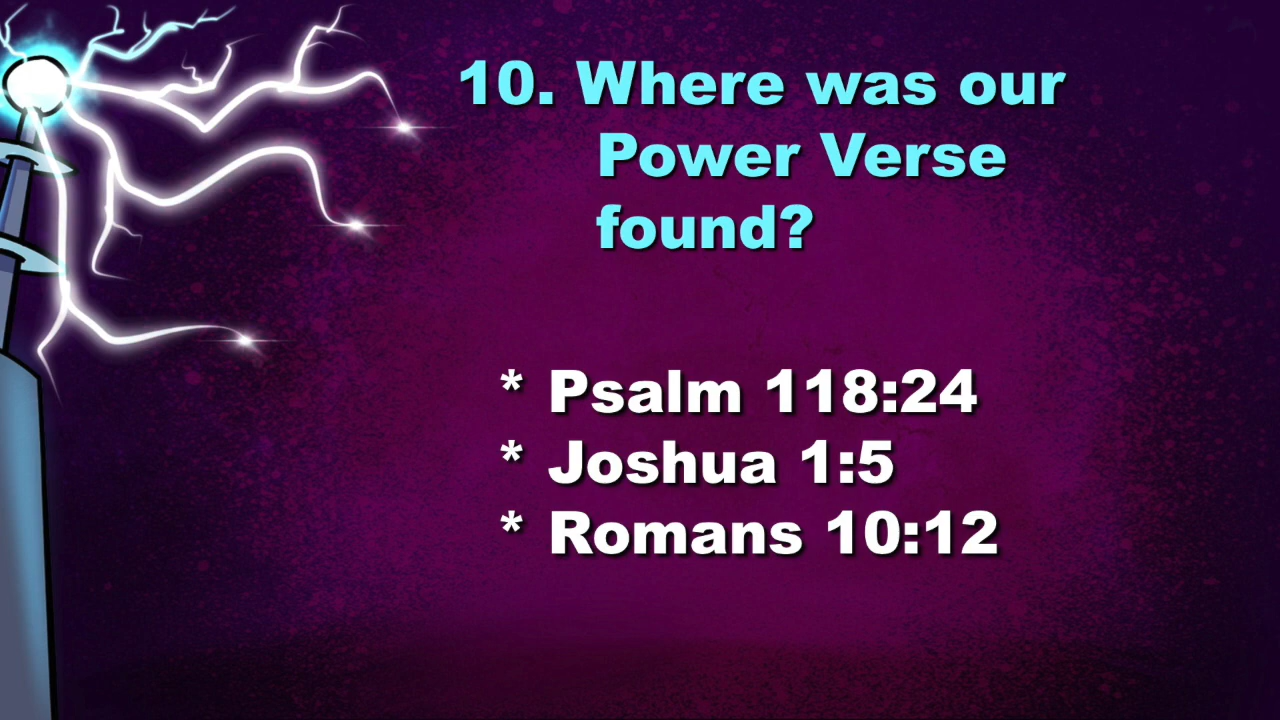 10. Where was our
Power Verse
found?
* Psalm 118:24
* Joshua 1:5
* Romans 10:12